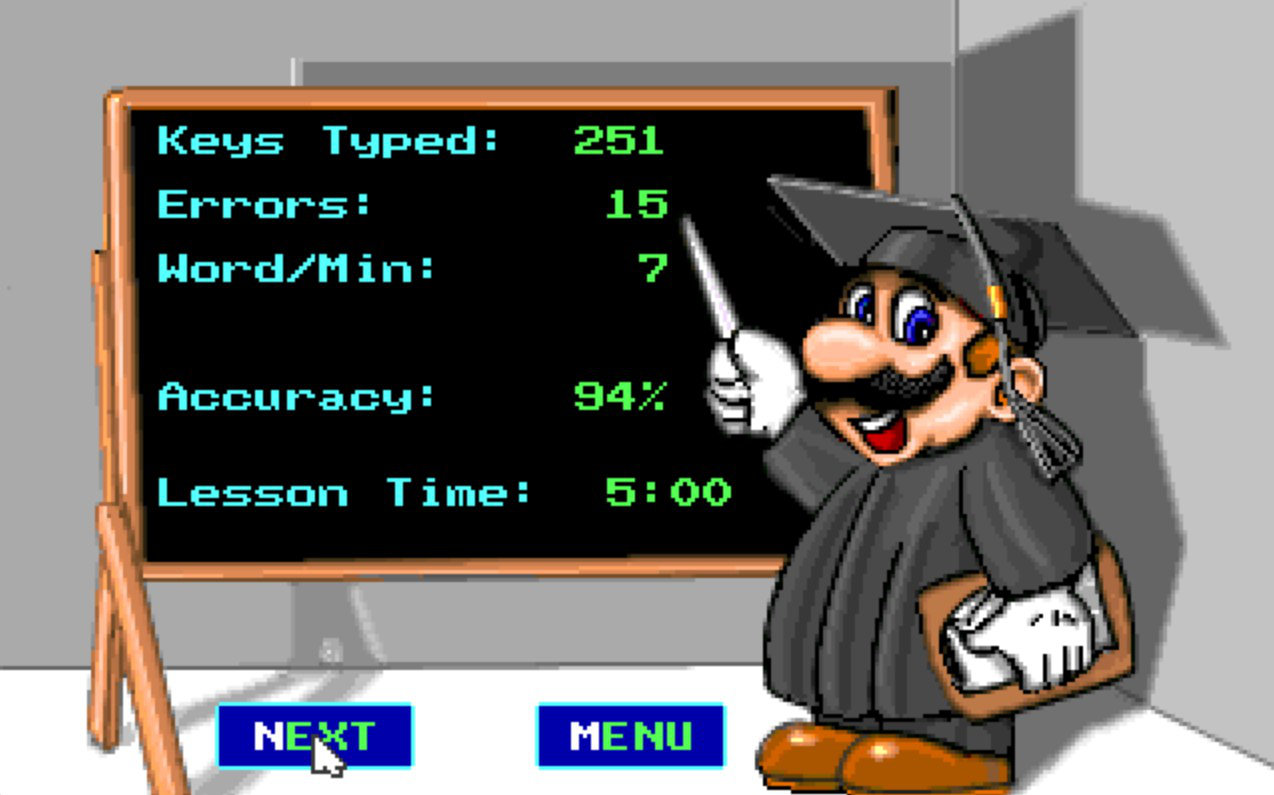 Keys Typed: 251
Errors: 15
Word/Min: 7
Accuracy: 94%
Lesson Time: 5:00
NEXT MENU